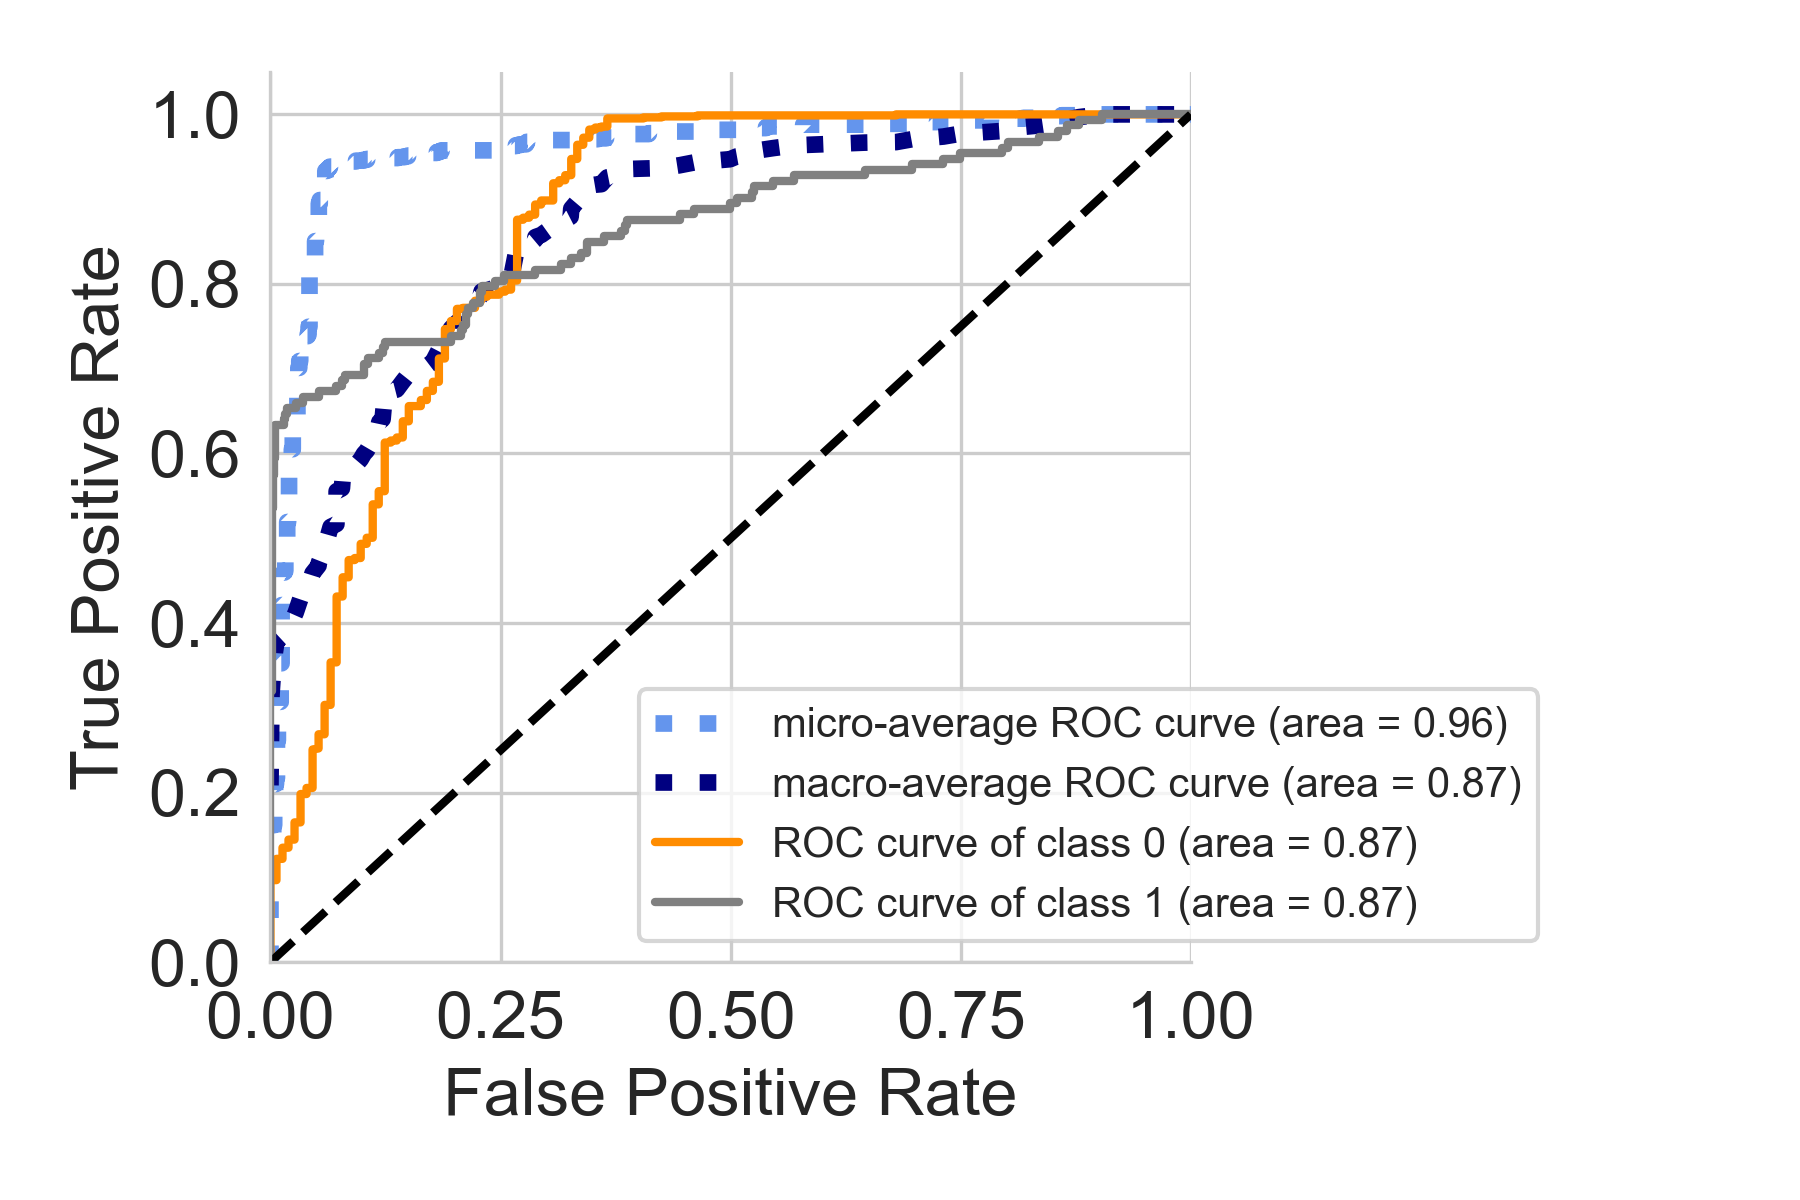 True Positive Rate
1.0
0.8
0.6
0.4
0.2
0.0
0.00 0.25 0.50 0.75 1.00
False Positive Rate
micro-average ROC curve (area = 0.96)
macro-average ROC curve (area = 0.87)
ROC curve of class 0 (area = 0.87)
ROC curve of class 1 (area = 0.87)